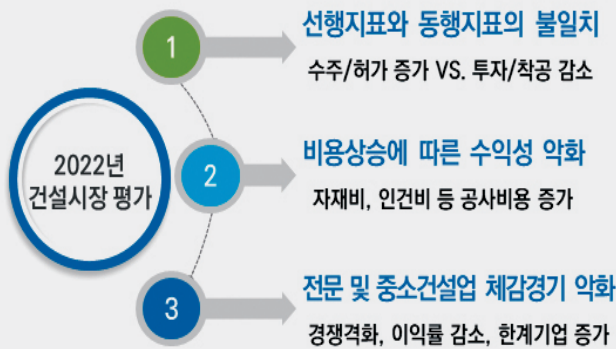 2022년
건설시장 평가
1
선행지표와 동행지표의 불일치
수주/허가 증가 VS. 투자/착공 감소
2
비용상승에 따른 수익성 악화
자재비, 인건비 등 공사비용 증가
3
전문 및 중소건설업 체감경기 악화
경쟁격화, 이익률 감소, 한계기업 증가